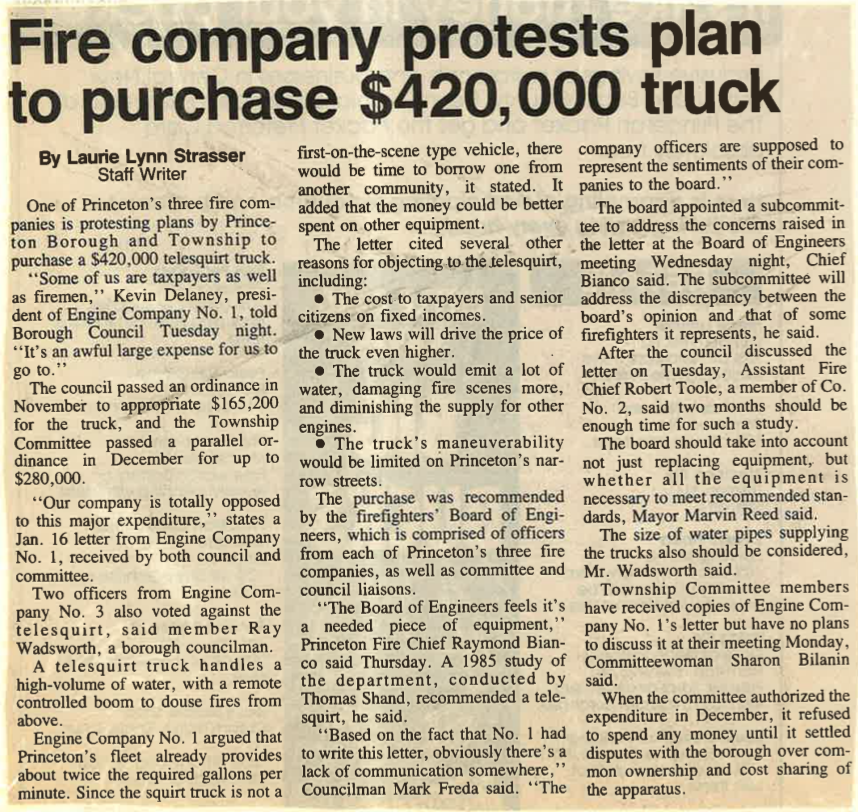 Fire company protests plan
to purchase $420,000 truck
By Laurie Lynn Strasser
Staff Writer
One of Princeton's three fire com-
panies is protesting plans by Prince-
ton Borough and Township to
purchase a $420,000 telesquirt truck.
‘‘Some of us are taxpayers as well
as firemen,’’ Kevin Delaney, presi-
dent of Engine Company No. 1, told
Borough Council Tuesday night.
‘‘It's an awful large expense for us to
go to.’’
The council passed an ordinance in
November to appropriate $165,200
for the truck, and the Township
Committee passed a parallel or-
dinance in December for up to
$280,000.
‘‘Our company is totally opposed
to this major expenditure,’’ states a
Jan. 16 letter from Engine Company
No. 1, received by both council and
committee.
Two officers from Engine Com-
pany No. 3 also voted against the
telesquirt, said member Ray
Wadsworth, a borough councilman.
A telesquirt truck handles a
high-volume of water, with a remote
controlled boom to douse fires from
above.
Engine Company No. 1 argued that
Princeton's fleet already provides
about twice the required gallons per
minute. Since the squirt truck is not a
first-on-the-scene type vehicle, there
would be time to borrow one from
another community, it stated. It
added that the money could be better
spent on other equipment.
The letter cited several other
reasons for objecting to the telesquirt,
including:
● The cost to taxpayers and senior
citizens on fixed incomes.
● New laws will drive the price of
the truck even higher.
● The truck would emit a lot of
water, damaging fire scenes more,
and diminishing the supply for other
engines.
● The truck's maneuverability
would be limited on Princeton's nar-
row streets.
The purchase was recommended
by the firefighters' Board of Engi-
neers, which is comprised of officers
from each of Princeton's three fire
companies, as well as committee and
council liaisons.
‘‘The Board of Engineers feels it's
a needed piece of equipment,’’
Princeton Fire Chief Raymond Bian-
co said Thursday. A 1985 study of
the department, conducted by
Thomas Shand, recommended a tele-
squirt, he said.
‘‘Based on the fact that No. 1 had
to write this letter, obviously there's a
lack of communication somewhere,’’
Councilman Mark Freda said. ‘‘The
company officers are supposed to
represent the sentiments of their com-
panies to the board.’’
The board appointed a subcommit-
tee to address the concerns raised in
the letter at the Board of Engineers
meeting Wednesday night, Chief
Bianco said. The subcommittee will
address the discrepancy between the
board's opinion and that of some
firefighters it represents, he said.
After the council discussed the
letter on Tuesday, Assistant Fire
Chief Robert Toole, a member of Co.
No. 2, said two months should be
enough time for such a study.
The board should take into account
not just replacing equipment, but
whether all the equipment is
necessary to meet recommended stan-
dards, Mayor Marvin Reed said.
The size of water pipes supplying
the trucks also should be considered,
Mr. Wadsworth said.
Township Committee members
have received copies of Engine Com-
pany No. 1's letter but have no plans
to discuss it at their meeting Monday,
Committeewoman Sharon Bilanin
said.
When the committee authorized the
expenditure in December, it refused
to spend any money until it settled
disputes with the borough over com-
mon ownership and cost sharing of
the apparatus.